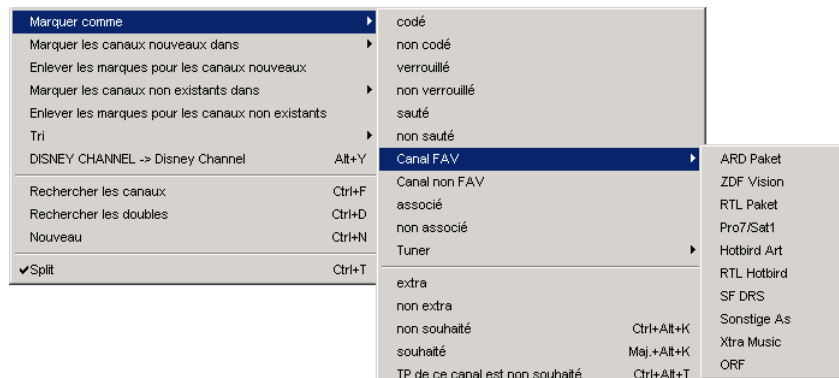 Marquer comme
Marquer les canaux nouveaux dans
Enlever les marques pour les canaux nouveaux
Marquer les canaux non existants dans
Enlever les marques pour les canaux non existants
Tri
DISNEY CHANNEL -> Disney Channel Alt+Y
Rechercher les canaux Ctrl+F
Rechercher les doubles Ctrl+D
Nouveau Ctrl+N
Split Ctrl+T
codé
non codé
verrouillé
non verrouillé
sauté
non sauté
Canal FAV
Canal non FAV
associé
non associé
Tuner
extra
non extra
non souhaité Ctrl+Alt+K
souhaité Maj.+Alt+K
TP de ce canal est non souhaité Ctrl+Alt+T
ARD Paket
ZDF Vision
RTL Paket
Pro7/Sat1
Hotbird Art
RTL Hotbird
SF DRS
Sonstige As
Xtra Music
ORF